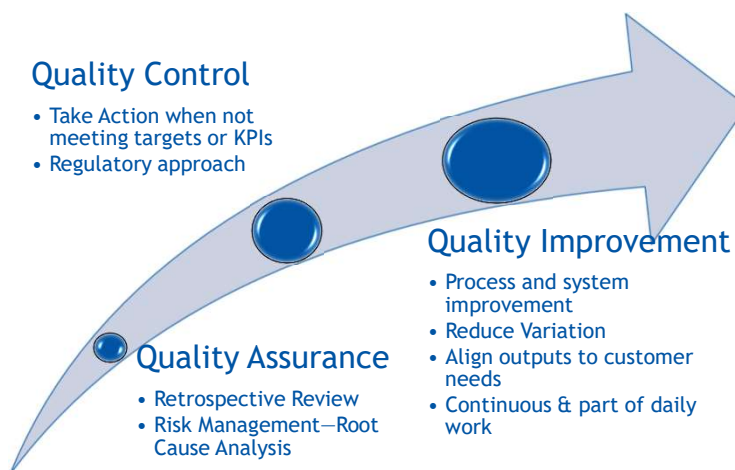 Quality Control
• Take Action when not
meeting targets or KPIs
• Regulatory approach
Quality Assurance
• Retrospective Review
• Risk Management—Root
Cause Analysis
Quality Improvement
• Process and system
improvement
• Reduce Variation
• Align outputs to customer
needs
• Continuous & part of daily
work